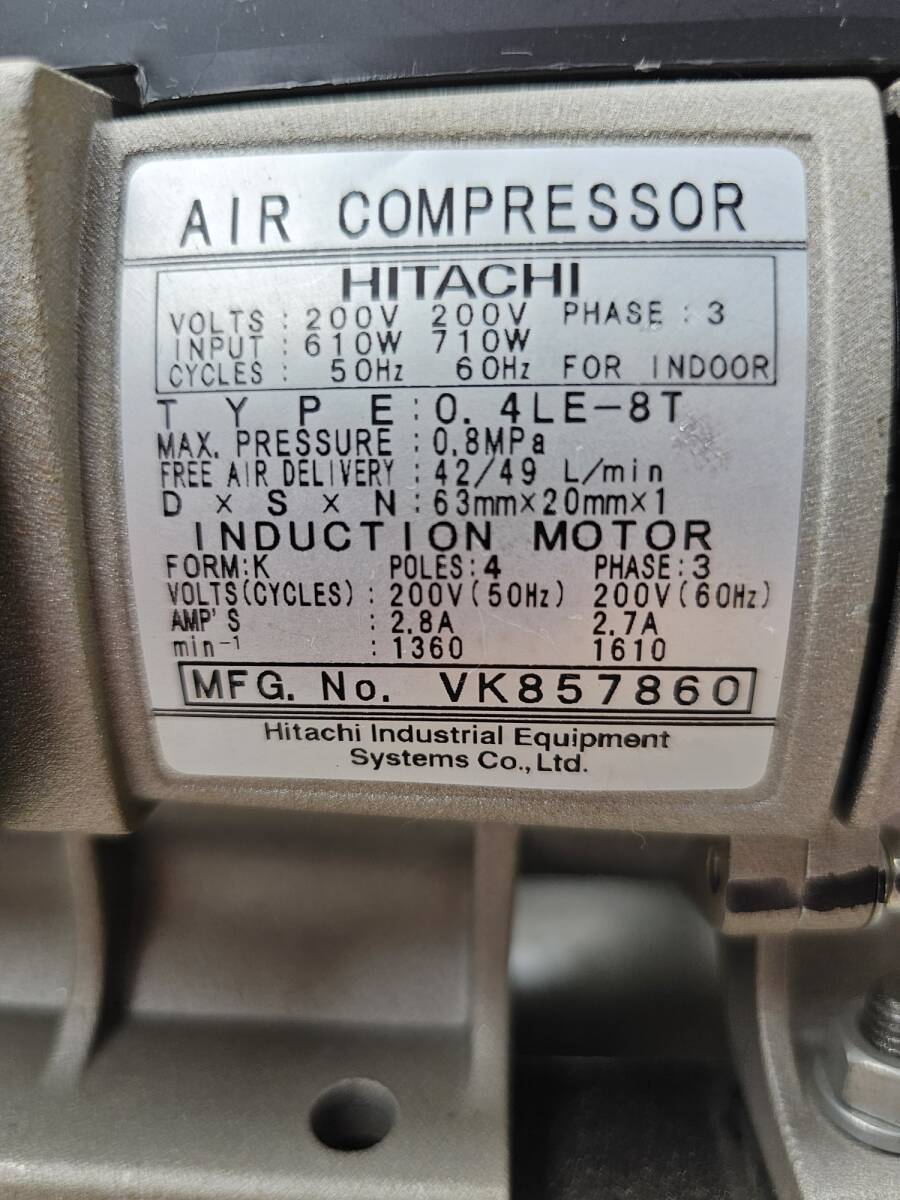 AIR COMPRESSOR
HITACHI
VOLTS : 200V 200V PHASE : 3
INPUT : 610W 710W
CYCLES : 50Hz 60Hz FOR INDOOR
TYPE : 0.4LE-8T
MAX. PRESSURE : 0.8MPa
FREE AIR DELIVERY : 42/49 L/min
D × S × N : 63mm×20mm×1
INDUCTION MOTOR
FORM:K POLES:4 PHASE:3
VOLTS(CYCLES) : 200V(50Hz) 200V(60Hz)
AMP'S : 2.8A 2.7A
min⁻¹ : 1360 1610
MFG. No. VK857860
Hitachi Industrial Equipment
Systems Co., Ltd.